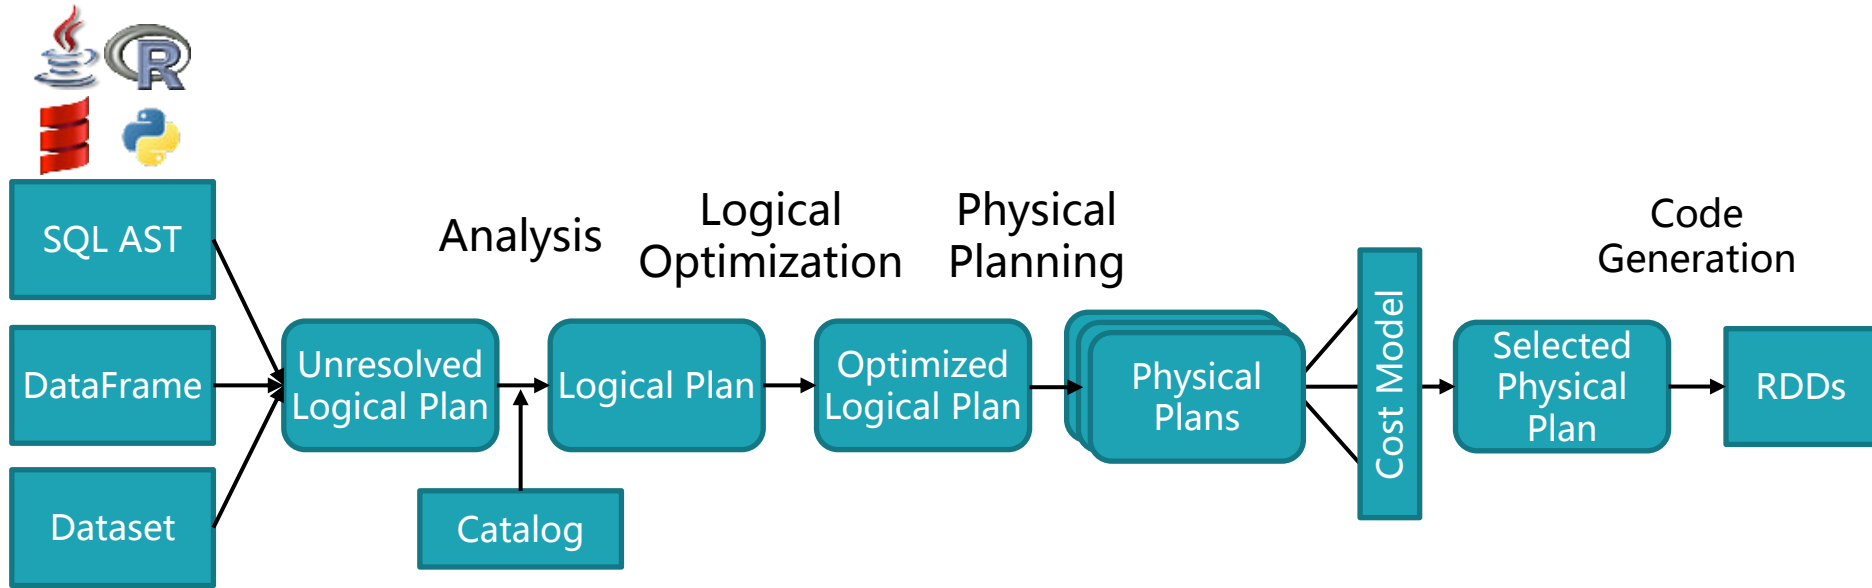 R
SQL AST
DataFrame
Dataset
Analysis
Logical
Optimization
Physical
Planning
Code
Generation
Unresolved
Logical Plan
Catalog
Logical Plan
Optimized
Logical Plan
Physical
Plans
Cost Model
Selected
Physical
Plan
RDDs